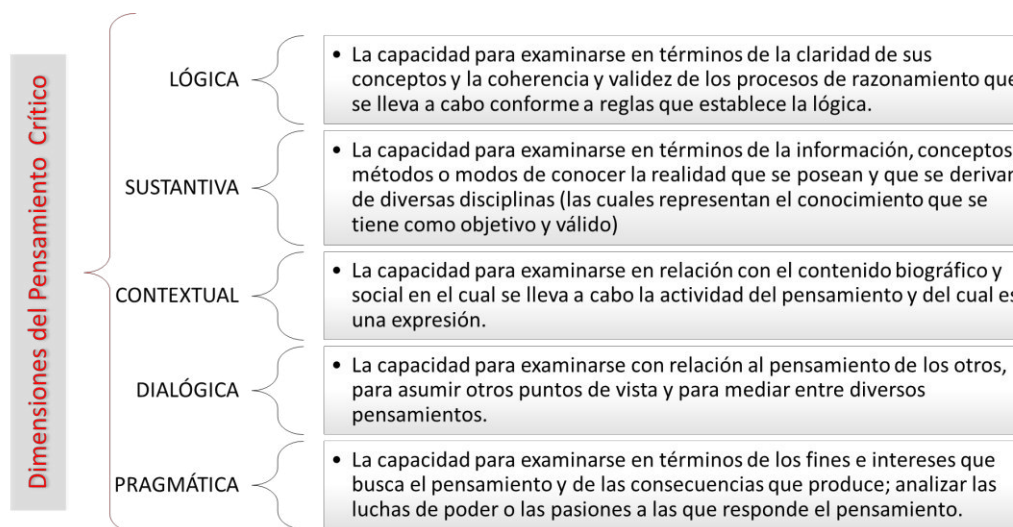 Dimensiones del Pensamiento Crítico
LÓGICA
• La capacidad para examinarse en términos de la claridad de sus
conceptos y la coherencia y validez de los procesos de razonamiento que
se lleva a cabo conforme a reglas que establece la lógica.
SUSTANTIVA
• La capacidad para examinarse en términos de la información, conceptos
métodos o modos de conocer la realidad que se posean y que se derivan
de diversas disciplinas (las cuales representan el conocimiento que se
tiene como objetivo y válido)
CONTEXTUAL
• La capacidad para examinarse en relación con el contenido biográfico y
social en el cual se lleva a cabo la actividad del pensamiento y del cual es
una expresión.
DIALÓGICA
• La capacidad para examinarse con relación al pensamiento de los otros,
para asumir otros puntos de vista y para mediar entre diversos
pensamientos.
PRAGMÁTICA
• La capacidad para examinarse en términos de los fines e intereses que
busca el pensamiento y de las consecuencias que produce; analizar las
luchas de poder o las pasiones a las que responde el pensamiento.